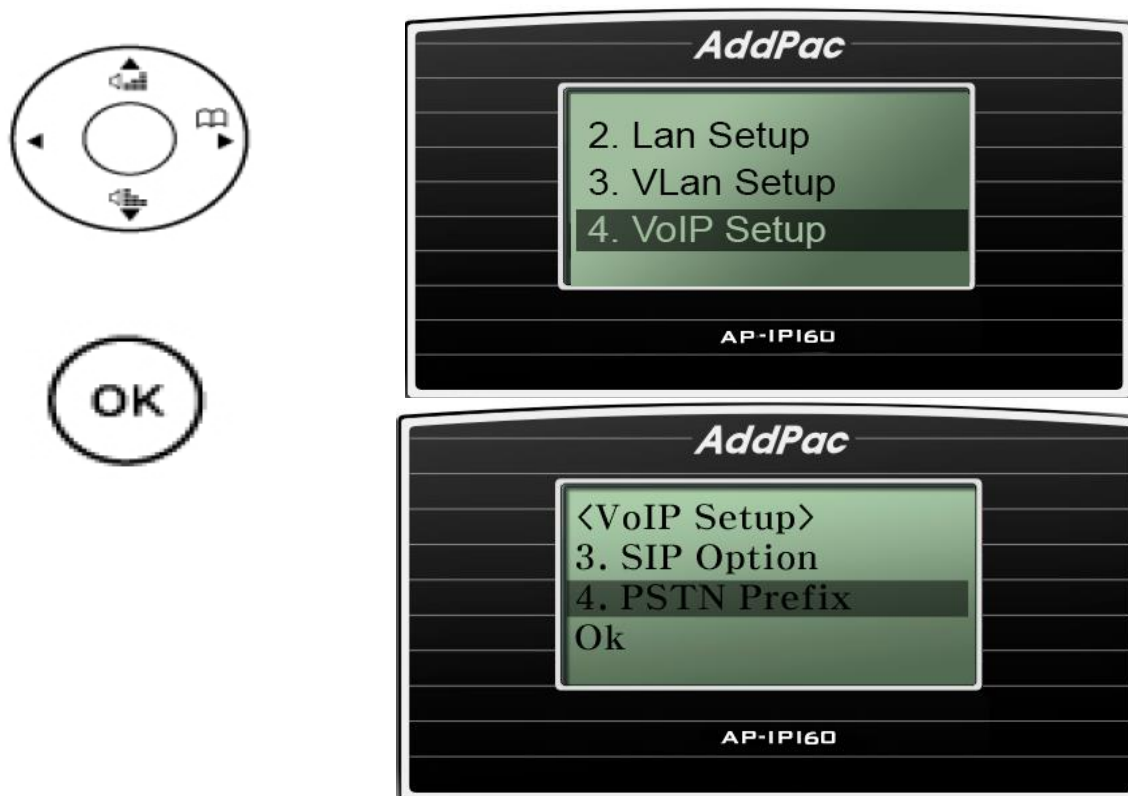 AddPac
2. Lan Setup
3. VLan Setup
4. VoIP Setup
AP-IP160
OK
AddPac
<VoIP Setup>
3. SIP Option
4. PSTN Prefix
Ok
AP-IP160